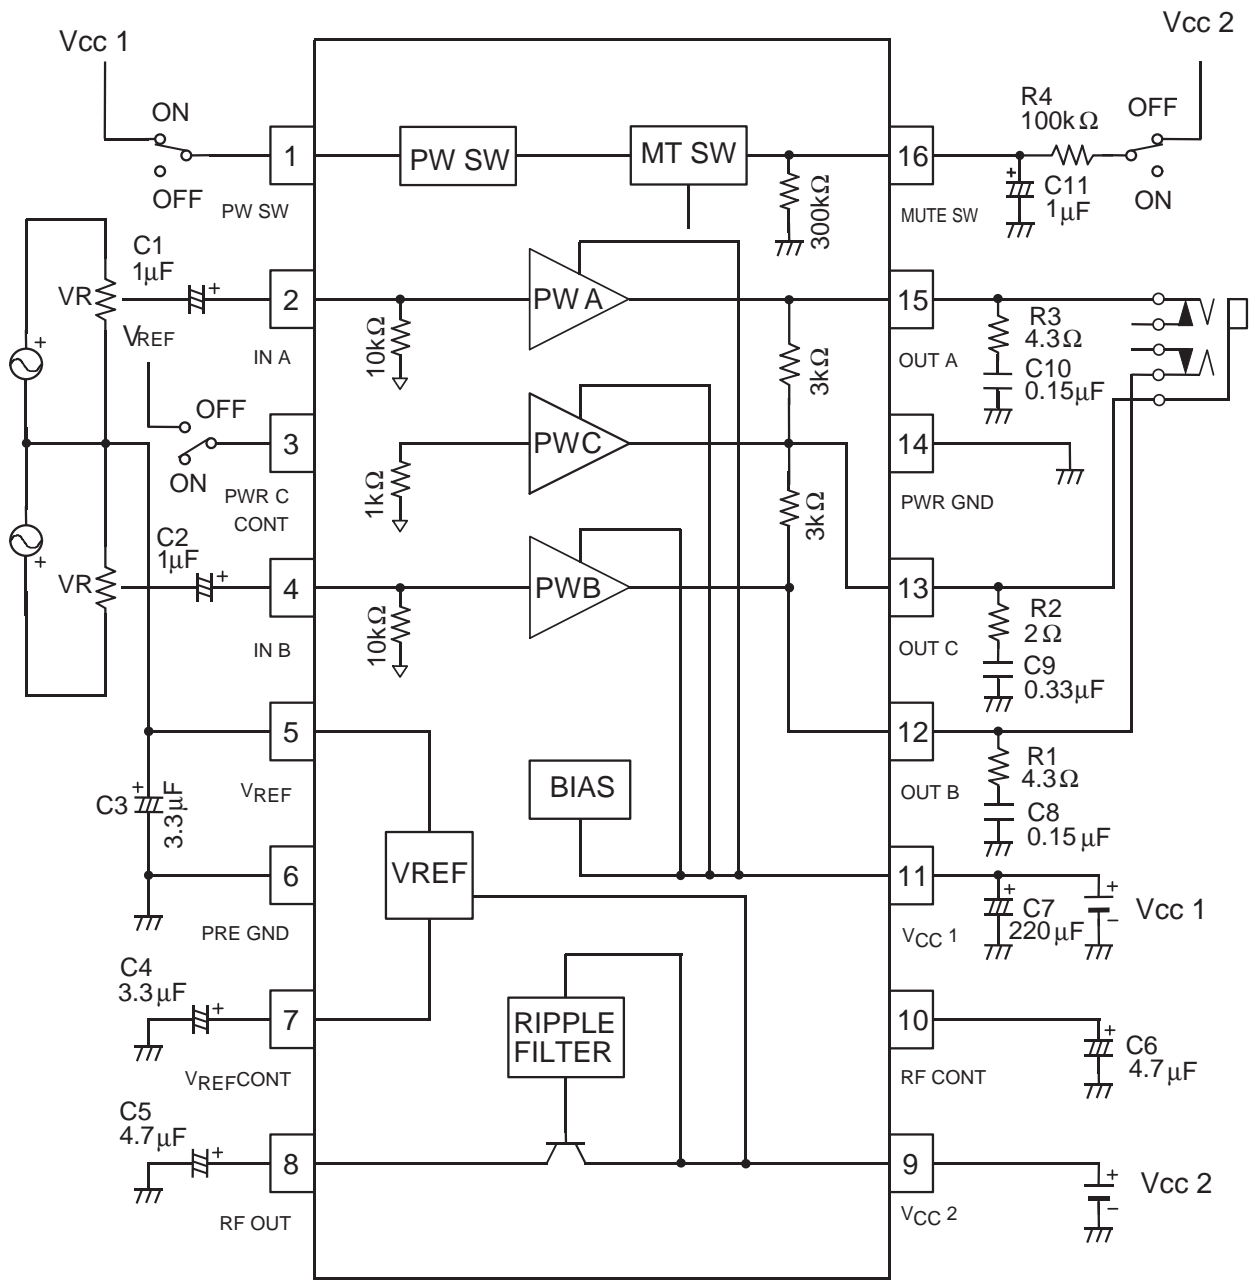 Vcc 1
Vcc 2
ON
OFF
1
PW SW
PW SW
MT SW
300kΩ
16
MUTE SW
R4
100kΩ
C11
1μF
OFF
ON
C1
1μF
VR
VREF
2
IN A
10kΩ
PW A
3kΩ
15
OUT A
R3
4.3Ω
C10
0.15μF
OFF
ON
3
PWR C
CONT
1kΩ
PWC
3kΩ
14
PWR GND
C2
1μF
VR
4
IN B
10kΩ
PWB
13
OUT C
R2
2Ω
C9
0.33μF
5
VREF
C3
3.3μF
BIAS
12
OUT B
R1
4.3Ω
C8
0.15μF
6
PRE GND
VREF
11
VCC 1
C7
220μF
Vcc 1
C4
3.3μF
7
VREFCONT
RIPPLE
FILTER
10
RF CONT
C6
4.7μF
C5
4.7μF
8
RF OUT
9
VCC 2
Vcc 2